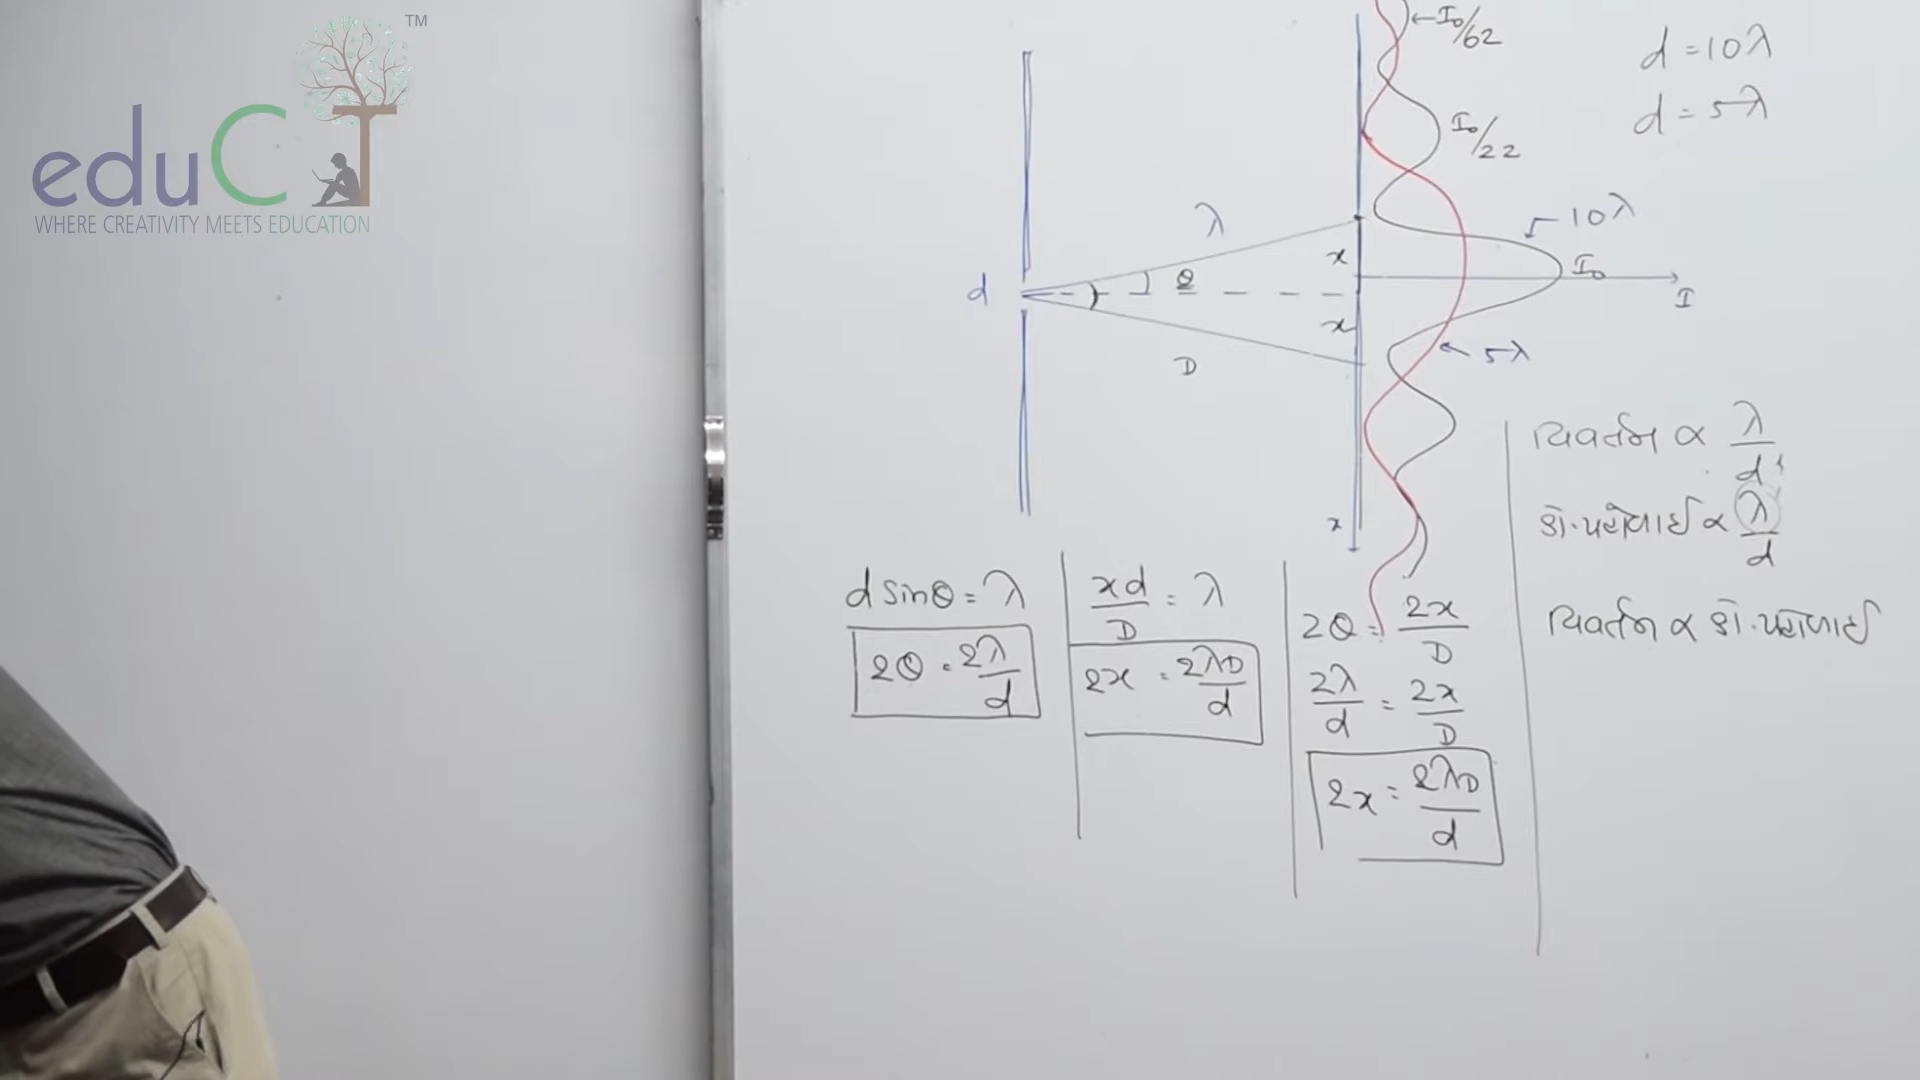 TM
eduCT
WHERE CREATIVITY MEETS EDUCATION
I₀/62
d = 10λ
d = 5λ
I₀/22
λ
10λ
x
θ
I₀
d
I
x
5λ
D
વિવર્તન ∝ λ/d
x
કો.પહોળાઈ ∝ λ/d
d sinθ = λ
2θ = 2λ/d
xd/D = λ
2x = 2λD/d
2θ = 2x/D
2λ/d = 2x/D
2x = 2λD/d
વિવર્તન ∝ કો.પહોળાઈ